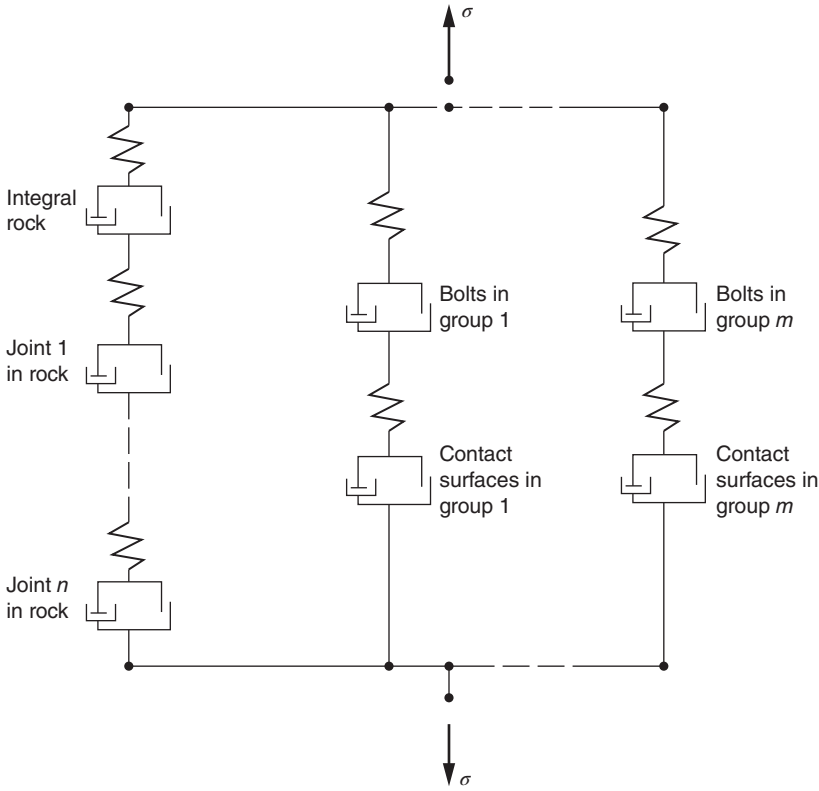 σ
Integral
rock
Joint 1
in rock
Joint n
in rock
Bolts in
group 1
Contact
surfaces in
group 1
Bolts in
group m
Contact
surfaces in
group m
σ